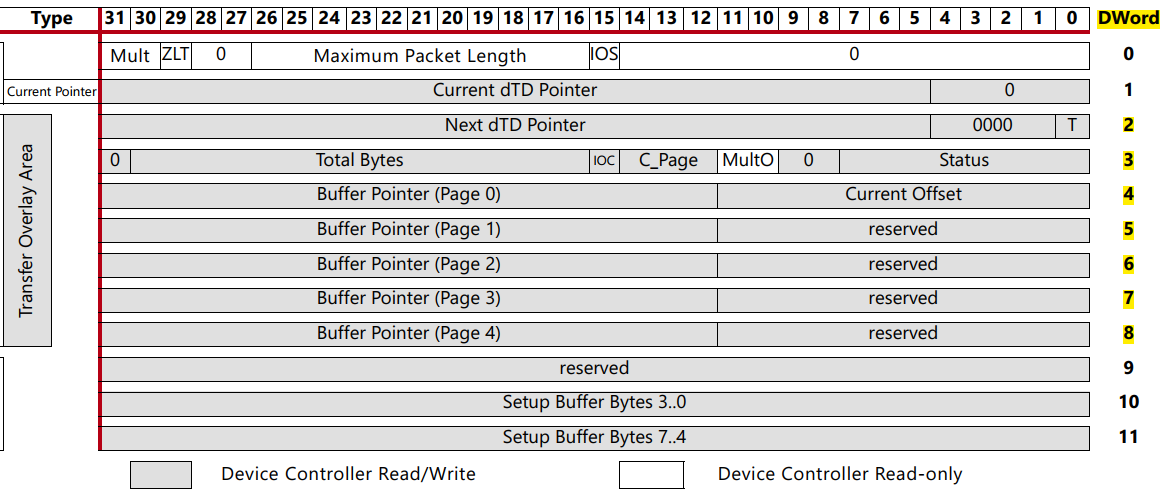 Type 31 30 29 28 27 26 25 24 23 22 21 20 19 18 17 16 15 14 13 12 11 10 9 8 7 6 5 4 3 2 1 0 DWord
Mult ZLT 0 Maximum Packet Length IOS 0 0
Current Pointer Current dTD Pointer 0 1
Transfer Overlay Area
Next dTD Pointer 0000 T 2
0 Total Bytes IOC C_Page MultO 0 Status 3
Buffer Pointer (Page 0) Current Offset 4
Buffer Pointer (Page 1) reserved 5
Buffer Pointer (Page 2) reserved 6
Buffer Pointer (Page 3) reserved 7
Buffer Pointer (Page 4) reserved 8
reserved 9
Setup Buffer Bytes 3..0 10
Setup Buffer Bytes 7..4 11
Device Controller Read/Write Device Controller Read-only